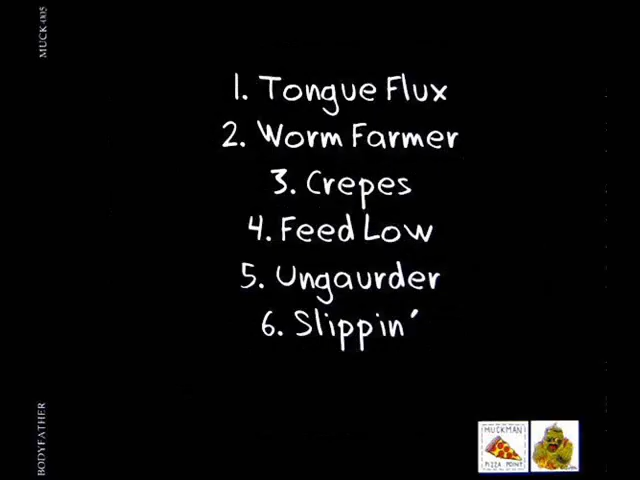 MUCK-005
1. Tongue Flux
2. Worm Farmer
3. Crepes
4. Feed Low
5. Ungaurder
6. Slippin'
BODYFATHER
MUCKMAN
PIZZA POINT